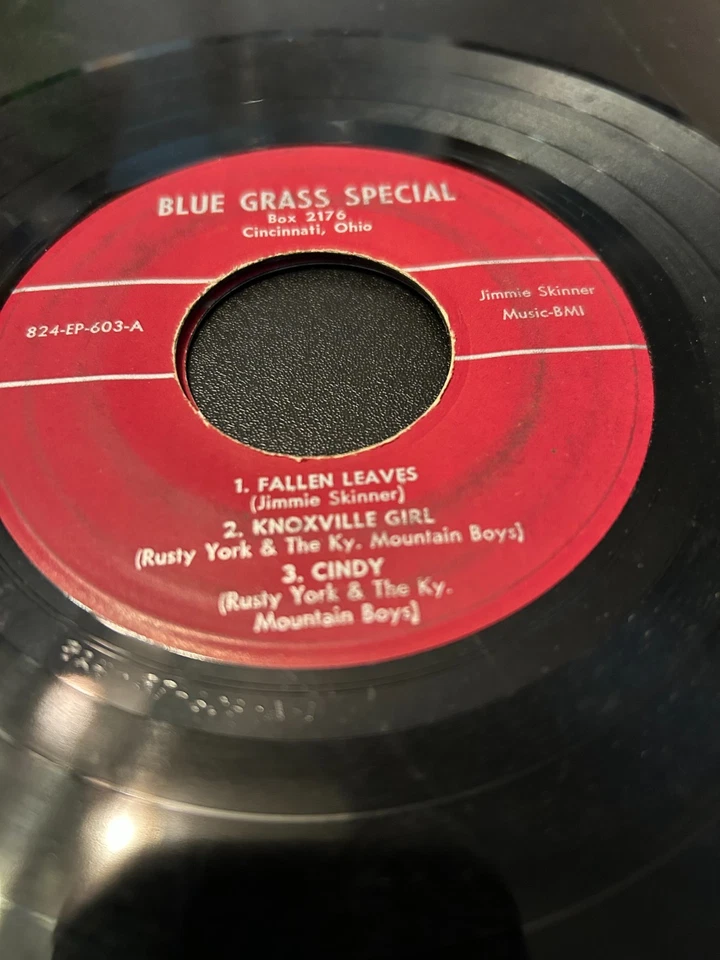 BLUE GRASS SPECIAL
Box 2176
Cincinnati, Ohio
824-EP-603-A
Jimmie Skinner
Music-BMI
1. FALLEN LEAVES
(Jimmie Skinner)
2. KNOXVILLE GIRL
(Rusty York & The Ky. Mountain Boys)
3. CINDY
(Rusty York & The Ky.
Mountain Boys)